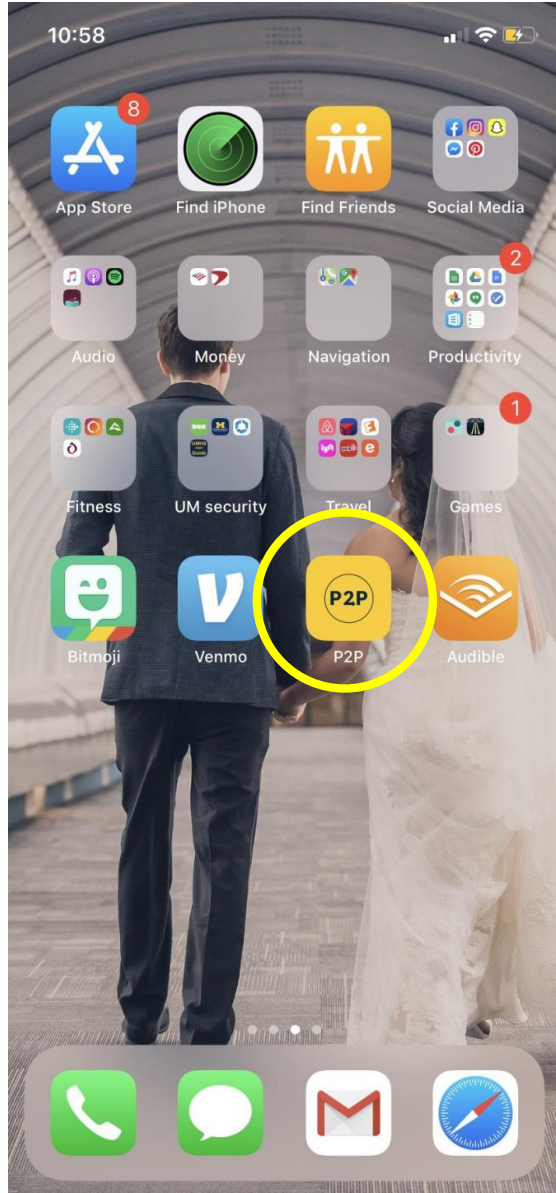 10:58
8
App Store
Find iPhone
Find Friends
Social Media
2
Audio
Money
Navigation
Productivity
1
Fitness
UM security
Travel
Games
P2P
Bitmoji
Venmo
P2P
Audible